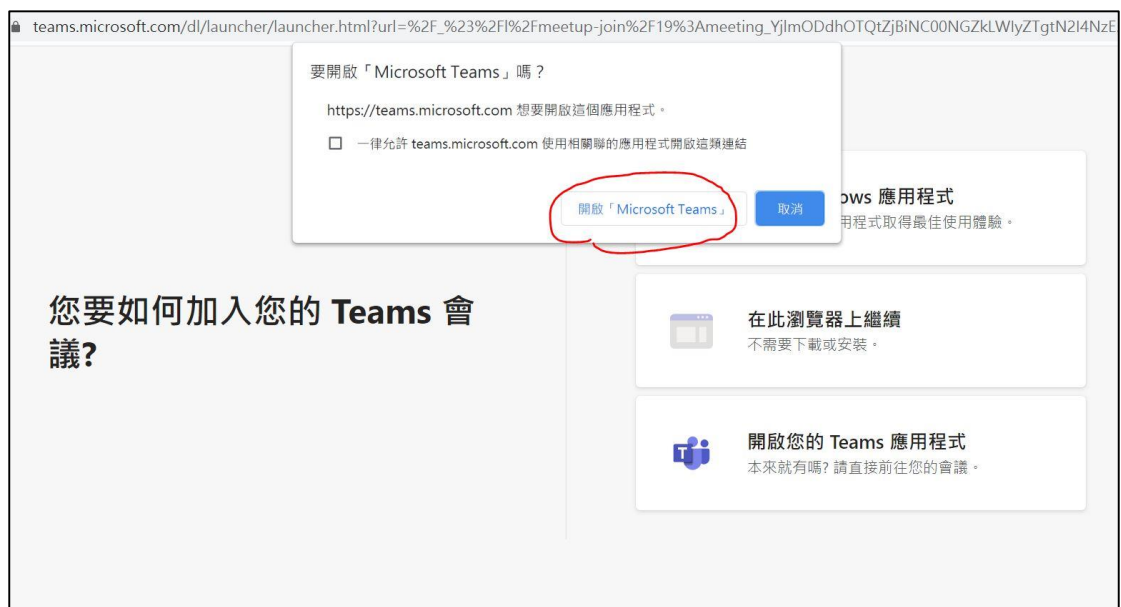 teams.microsoft.com/dl/launcher/launcher.html?url=%2F_%23%2Fl%2Fmeetup-join%2F19%3Ameeting_YjlmODdhOTQtZjBiNC00NGZkLWIyZTgtN2I4NzE
要開啟「Microsoft Teams」嗎？
https://teams.microsoft.com 想要開啟這個應用程式。
一律允許 teams.microsoft.com 使用相關聯的應用程式開啟這類連結
開啟「Microsoft Teams」 取消
ows 應用程式
用程式取得最佳使用體驗。
您要如何加入您的 Teams 會
議?
在此瀏覽器上繼續
不需要下載或安裝。
開啟您的 Teams 應用程式
本來就有嗎? 請直接前往您的會議。